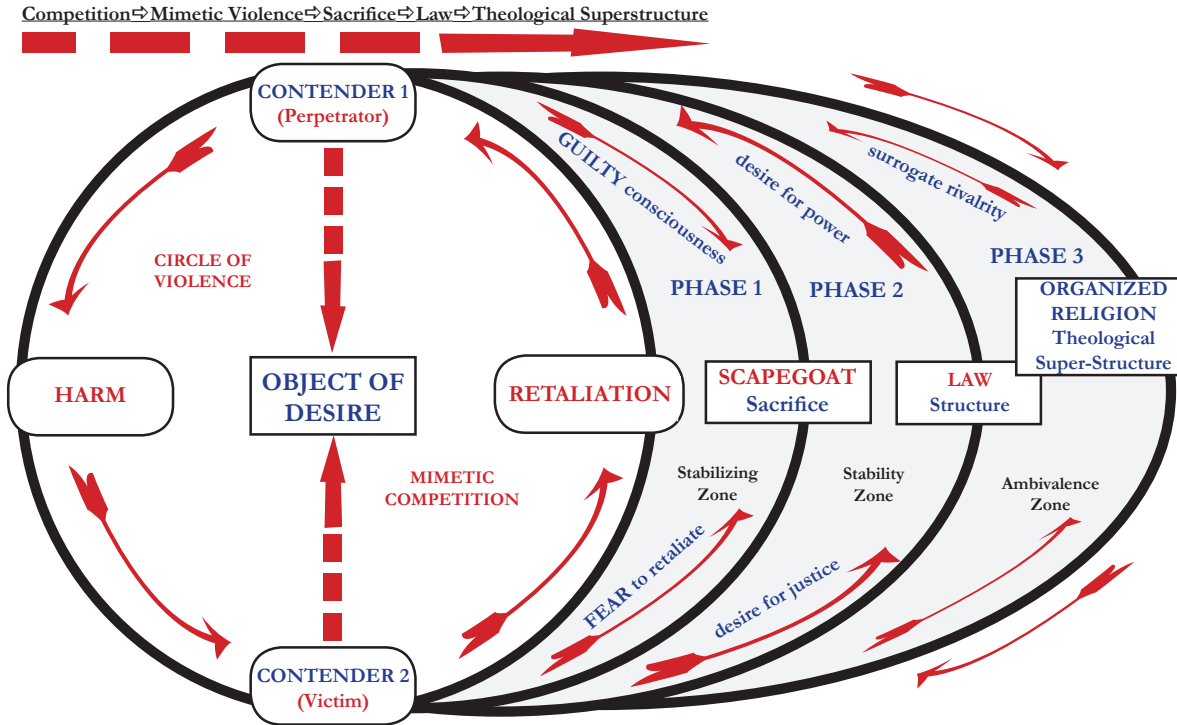 Competition⇨Mimetic Violence⇨Sacrifice⇨Law⇨Theological Superstructure
CONTENDER 1
(Perpetrator)
GUILTY consciousness
desire for power
surrogate rivalrity
CIRCLE OF
VIOLENCE
PHASE 1
PHASE 2
PHASE 3
ORGANIZED
RELIGION
Theological
Super-Structure
HARM
OBJECT OF
DESIRE
RETALIATION
SCAPEGOAT
Sacrifice
LAW
Structure
MIMETIC
COMPETITION
Stabilizing
Zone
Stability
Zone
Ambivalence
Zone
FEAR to retaliate
desire for justice
CONTENDER 2
(Victim)